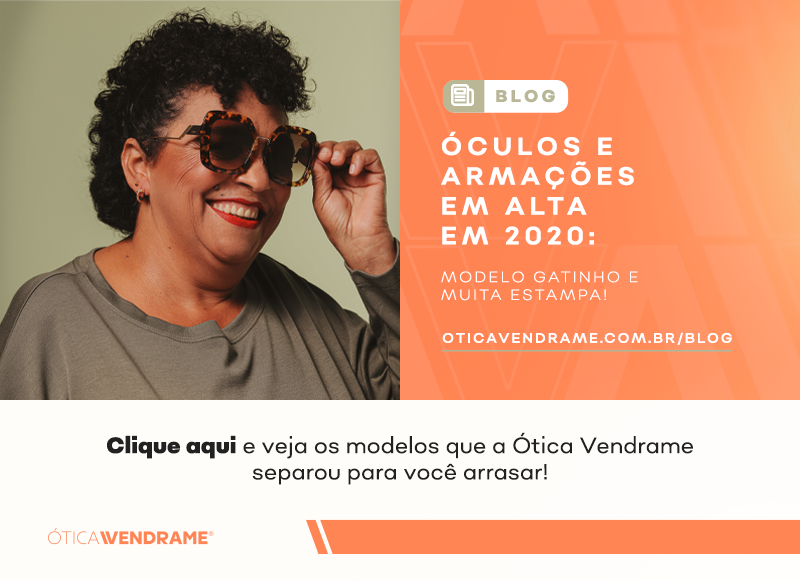 BLOG
ÓCULOS E
ARMAÇÕES
EM ALTA
EM 2020:
MODELO GATINHO E
MUITA ESTAMPA!
OTICAVENDRAME.COM.BR/BLOG
Clique aqui e veja os modelos que a Ótica Vendrame
separou para você arrasar!
ÓTICAVENDRAME®